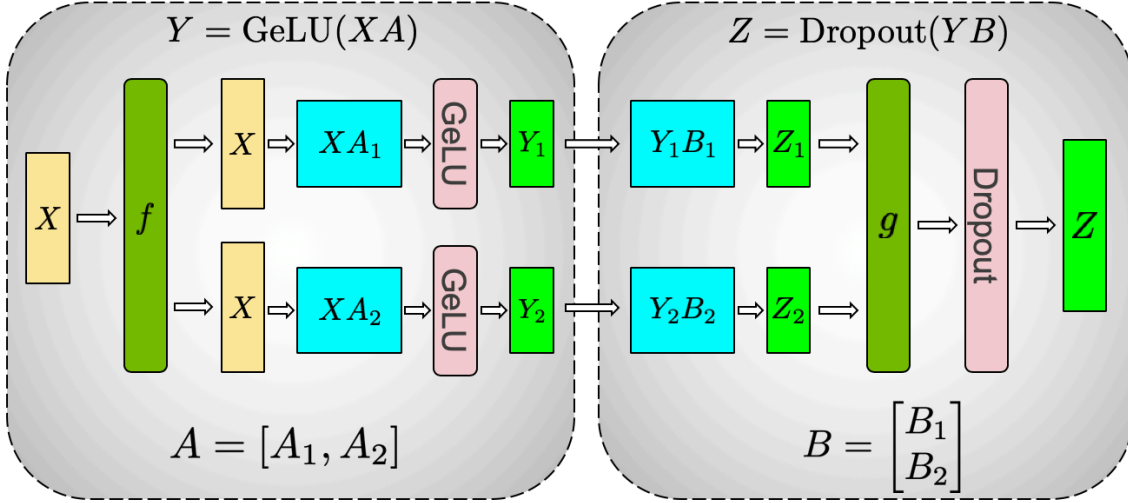 Y = GeLU(XA)
X
f
X
XA₁
GeLU
Y₁
X
XA₂
GeLU
Y₂
A = [A₁, A₂]
Z = Dropout(YB)
Y₁B₁
Z₁
Y₂B₂
Z₂
g
Dropout
Z
B = [B₁
B₂]